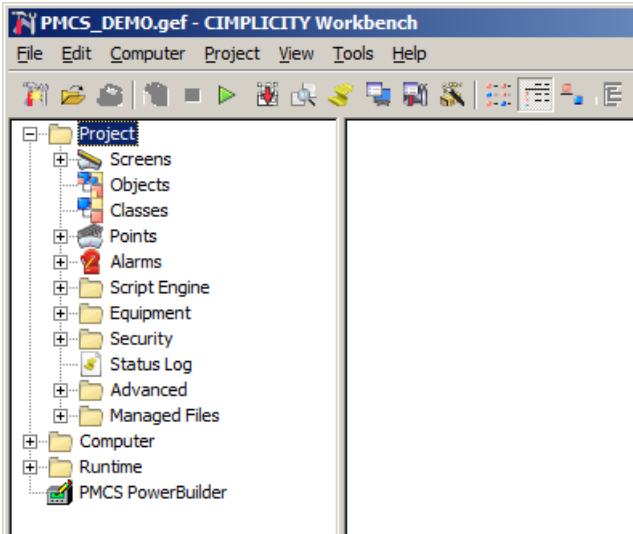 PMCS_DEMO.gef - CIMPLICITY Workbench
File Edit Computer Project View Tools Help
Project
Screens
Objects
Classes
Points
Alarms
Script Engine
Equipment
Security
Status Log
Advanced
Managed Files
Computer
Runtime
PMCS PowerBuilder